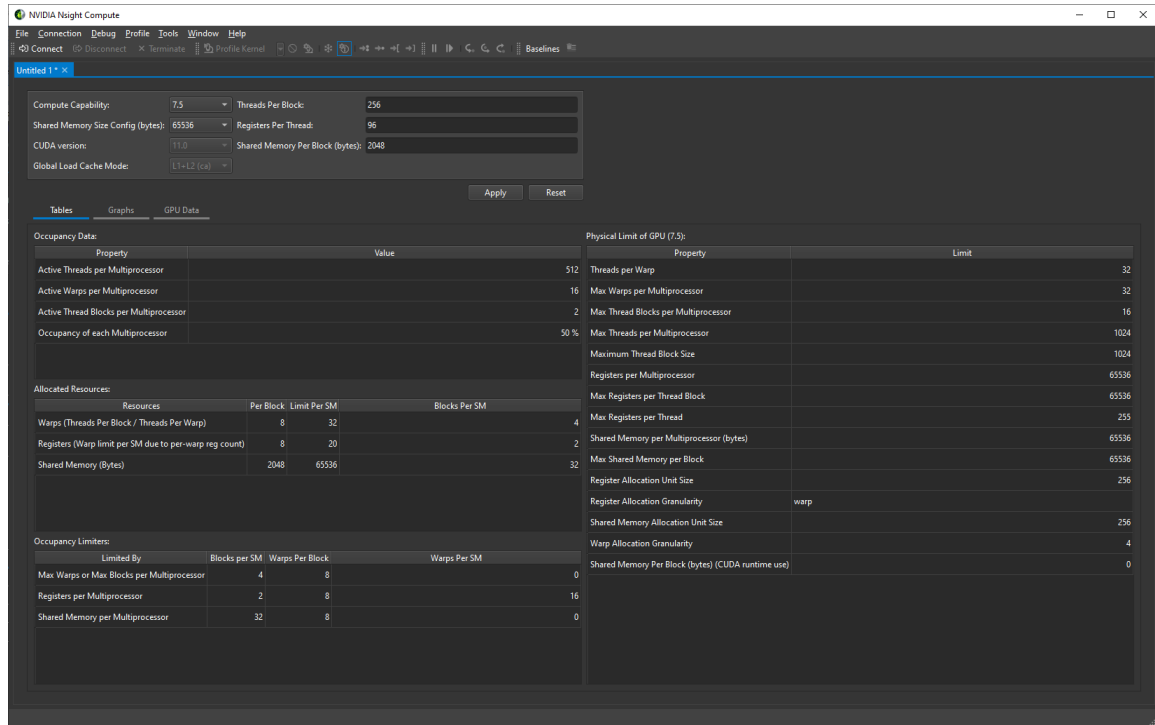 NVIDIA Nsight Compute
File Connection Debug Profile Tools Window Help
Connect Disconnect Terminate Profile Kernel Baselines
Untitled 1 *
Compute Capability: 7.5 Threads Per Block: 256
Shared Memory Size Config (bytes): 65536 Registers Per Thread: 96
CUDA version: 11.0 Shared Memory Per Block (bytes): 2048
Global Load Cache Mode: L1+L2 (ca)
Apply Reset
Tables Graphs GPU Data
Occupancy Data:
Property Value
Active Threads per Multiprocessor 512
Active Warps per Multiprocessor 16
Active Thread Blocks per Multiprocessor 2
Occupancy of each Multiprocessor 50 %
Allocated Resources:
Resources Per Block Limit Per SM Blocks Per SM
Warps (Threads Per Block / Threads Per Warp) 8 32 4
Registers (Warp limit per SM due to per-warp reg count) 8 20 2
Shared Memory (Bytes) 2048 65536 32
Occupancy Limiters:
Limited By Blocks per SM Warps Per Block Warps Per SM
Max Warps or Max Blocks per Multiprocessor 4 8 0
Registers per Multiprocessor 2 8 16
Shared Memory per Multiprocessor 32 8 0
Physical Limit of GPU (7.5):
Property Limit
Threads per Warp 32
Max Warps per Multiprocessor 32
Max Thread Blocks per Multiprocessor 16
Max Threads per Multiprocessor 1024
Maximum Thread Block Size 1024
Registers per Multiprocessor 65536
Max Registers per Thread Block 65536
Max Registers per Thread 255
Shared Memory per Multiprocessor (bytes) 65536
Max Shared Memory per Block 65536
Register Allocation Unit Size 256
Register Allocation Granularity warp
Shared Memory Allocation Unit Size 256
Warp Allocation Granularity 4
Shared Memory Per Block (bytes) (CUDA runtime use) 0